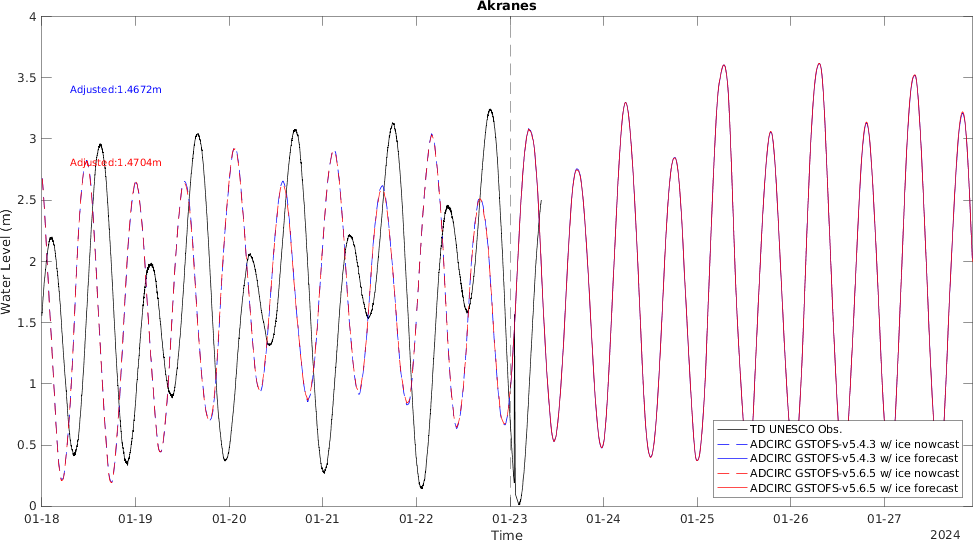 Akranes
4
3.5
3
2.5
2
1.5
1
0.5
0
Water Level (m)
Adjusted:1.4672m
Adjusted:1.4704m
TD UNESCO Obs.
ADCIRC GSTOFS-v5.4.3 w/ ice nowcast
ADCIRC GSTOFS-v5.4.3 w/ ice forecast
ADCIRC GSTOFS-v5.6.5 w/ ice nowcast
ADCIRC GSTOFS-v5.6.5 w/ ice forecast
01-18 01-19 01-20 01-21 01-22 01-23 01-24 01-25 01-26 01-27
Time
2024